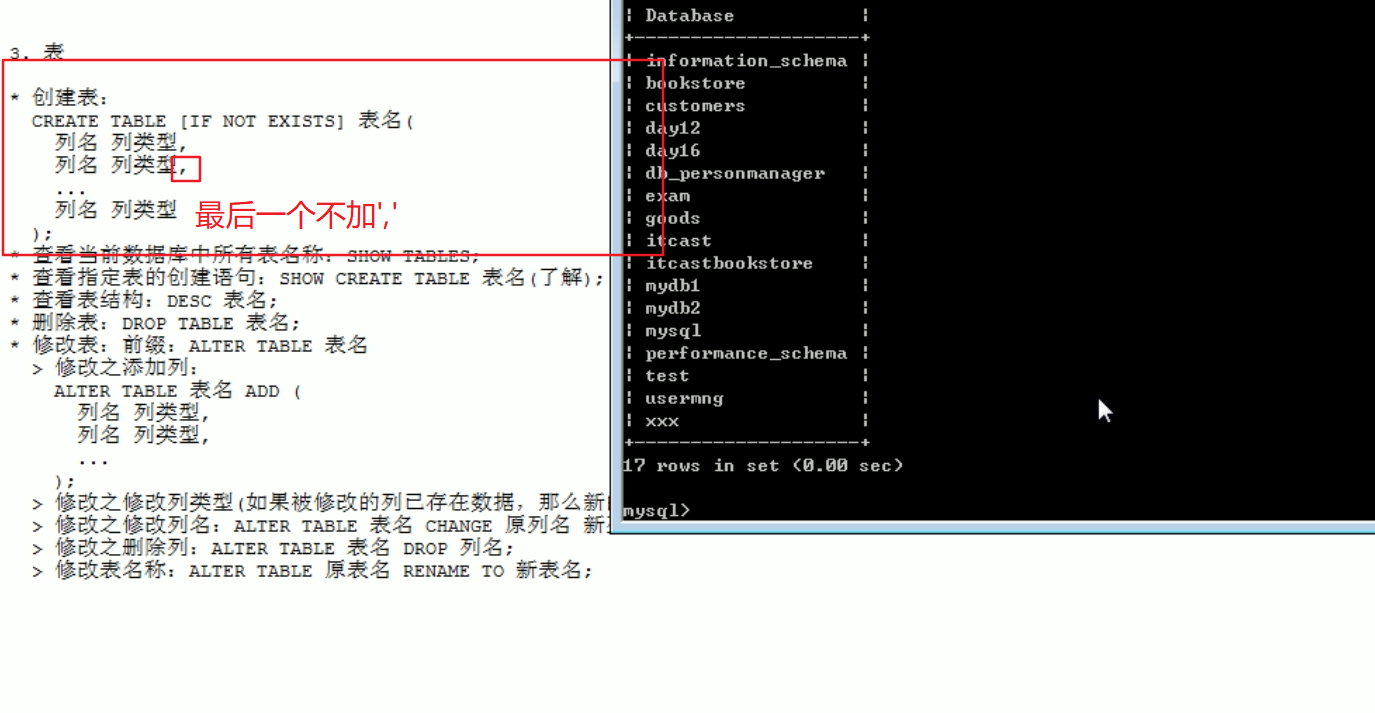 3. 表
* 创建表:
CREATE TABLE [IF NOT EXISTS] 表名(
列名 列类型,
列名 列类型,
...
列名 列类型
最后一个不加','
);
* 查看当前数据库中所有表名称: SHOW TABLES;
* 查看指定表的创建语句: SHOW CREATE TABLE 表名(了解);
* 查看表结构: DESC 表名;
* 删除表: DROP TABLE 表名;
* 修改表: 前缀: ALTER TABLE 表名
> 修改之添加列:
ALTER TABLE 表名 ADD (
列名 列类型,
列名 列类型,
...
);
> 修改之修改列类型(如果被修改的列已存在数据, 那么新
> 修改之修改列名: ALTER TABLE 表名 CHANGE 原列名 新
> 修改之删除列: ALTER TABLE 表名 DROP 列名;
> 修改表名称: ALTER TABLE 原表名 RENAME TO 新表名;
| Database |
+--------------------+
| information_schema |
| bookstore |
| customers |
| day12 |
| day16 |
| db_personmanager |
| exam |
| goods |
| itcast |
| itcastbookstore |
| mydb1 |
| mydb2 |
| mysql |
| performance_schema |
| test |
| usermng |
| xxx |
+--------------------+
17 rows in set (0.00 sec)
mysql>